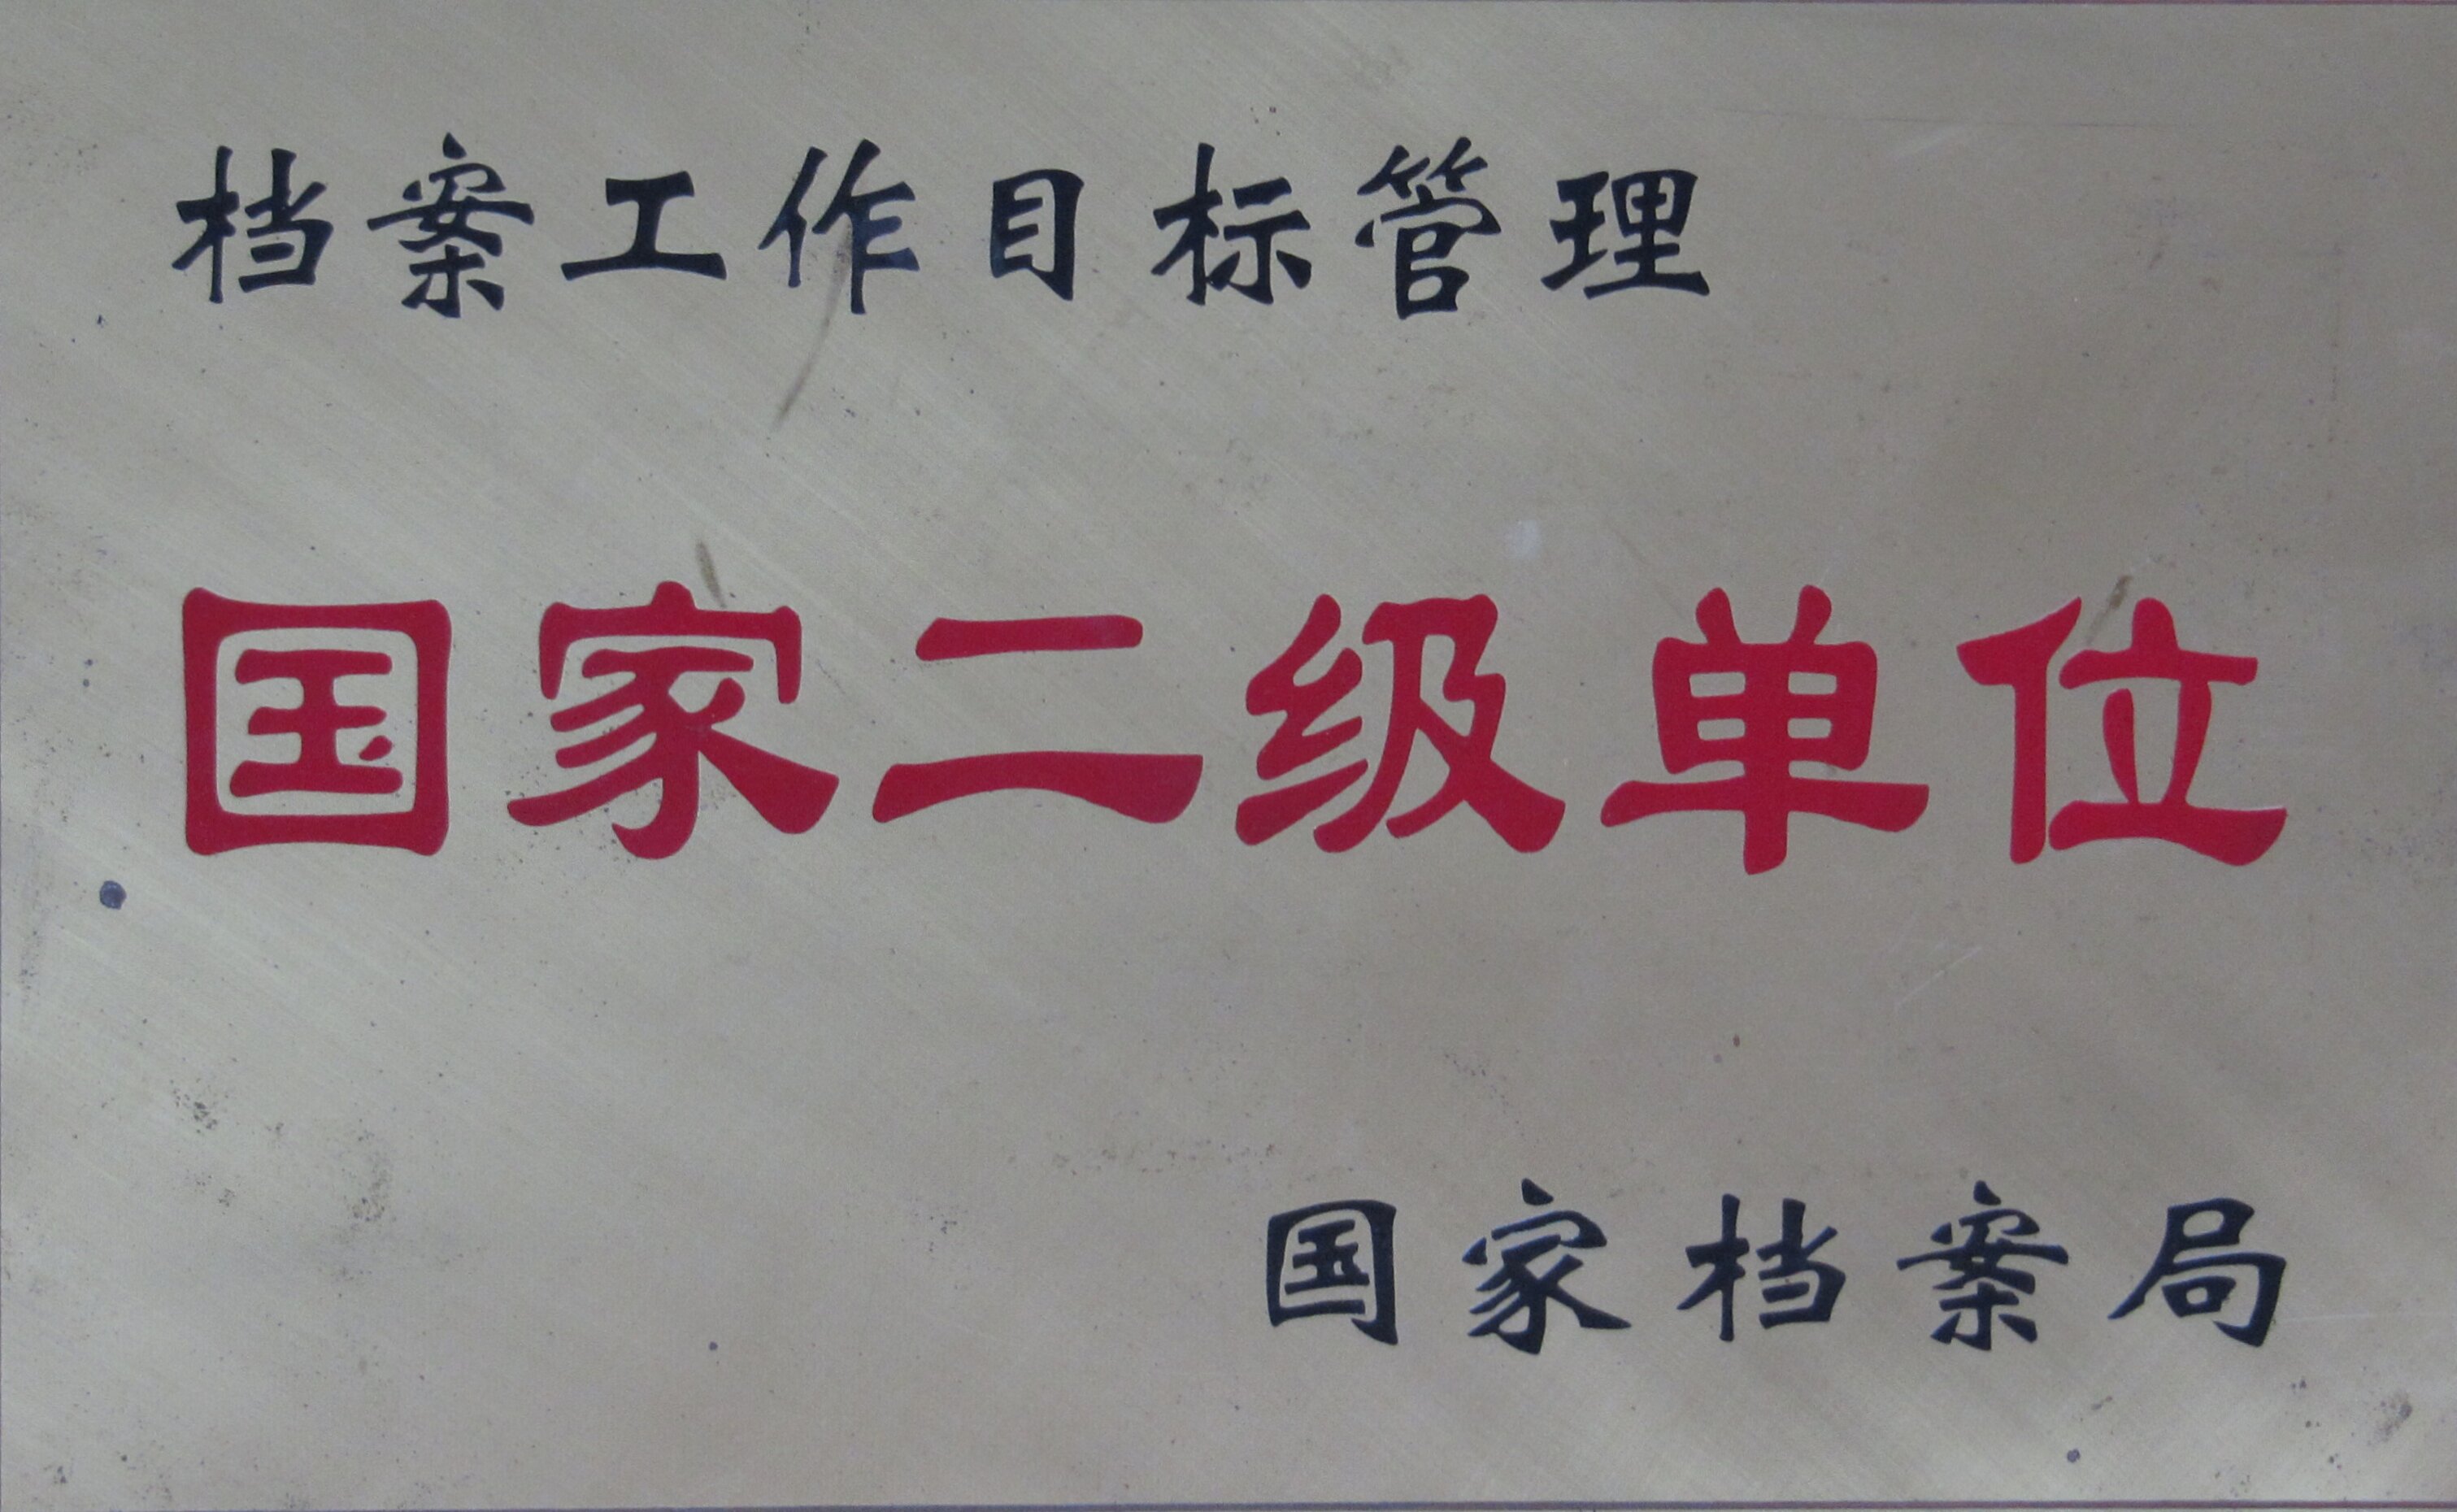 档案工作目标管理
国家二级单位
国家档案局